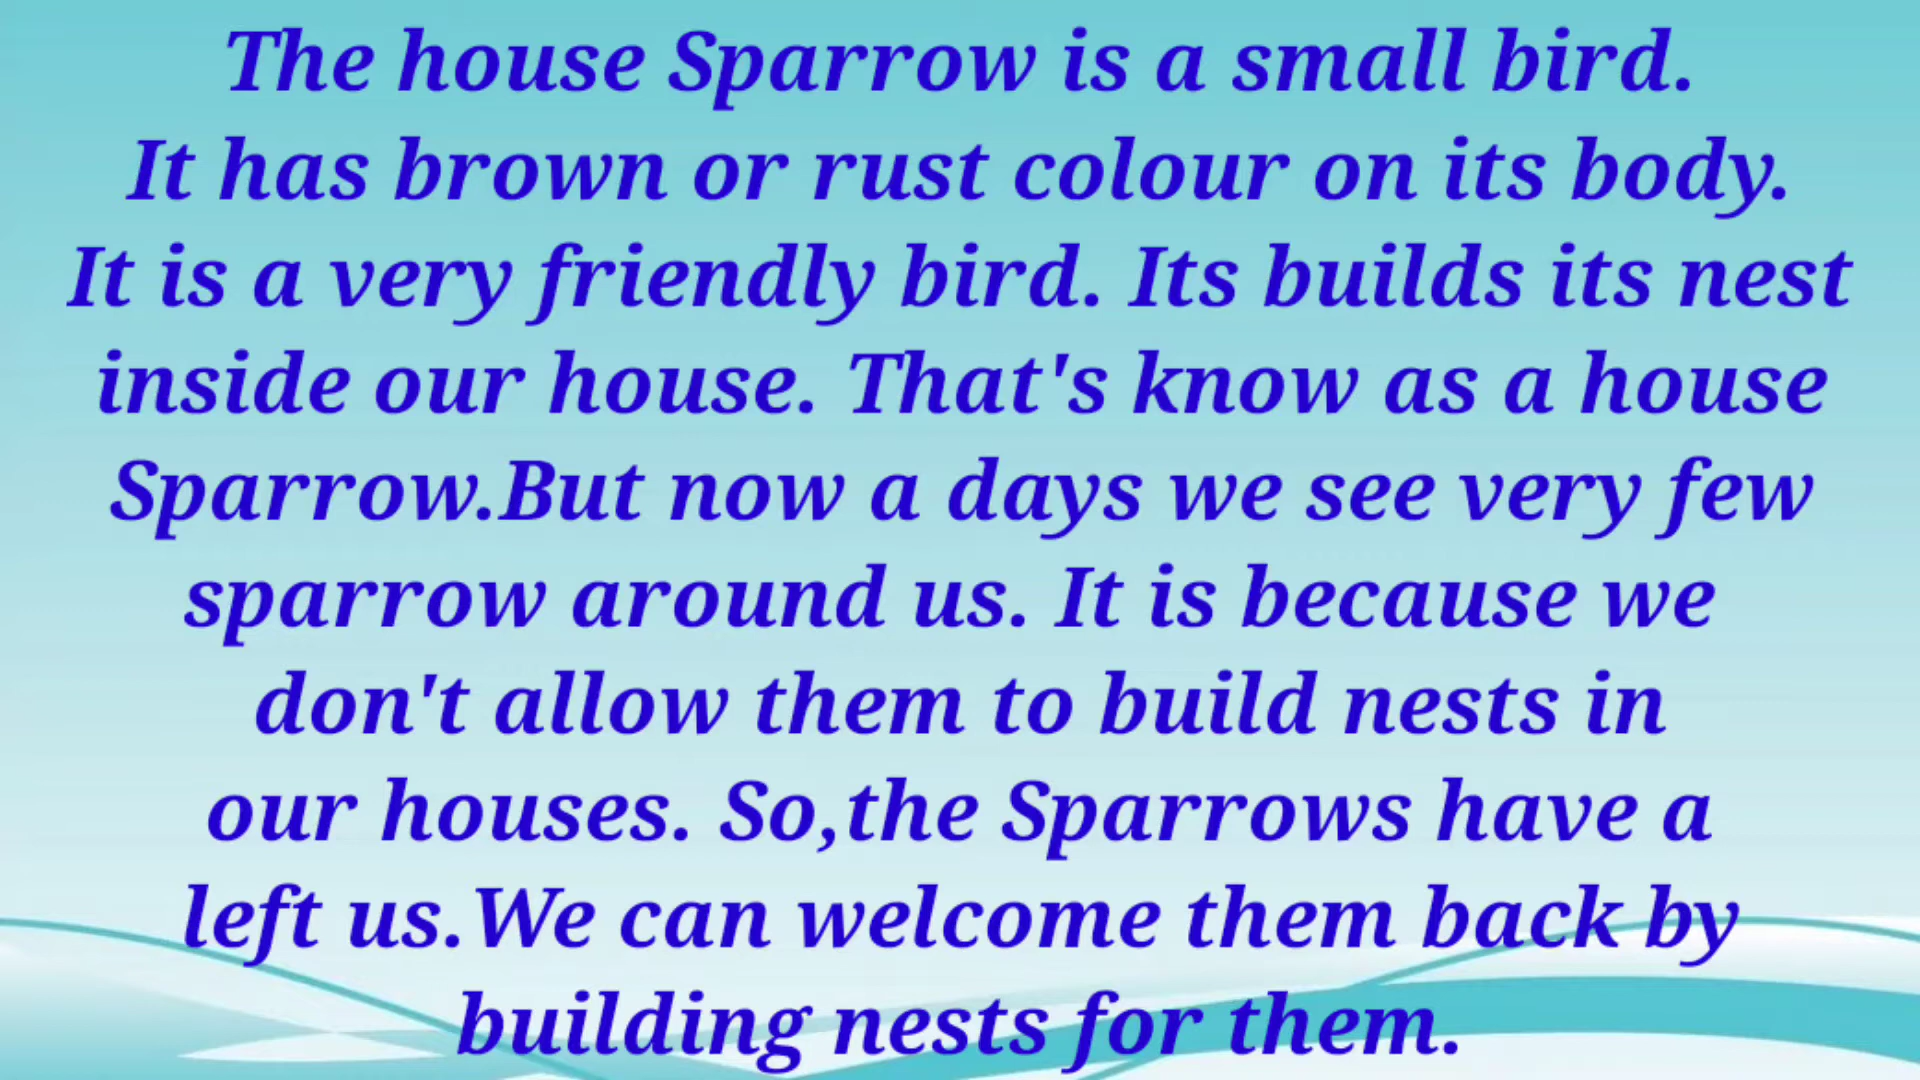 The house Sparrow is a small bird.
It has brown or rust colour on its body.
It is a very friendly bird. Its builds its nest
inside our house. That's know as a house
Sparrow.But now a days we see very few
sparrow around us. It is because we
don't allow them to build nests in
our houses. So,the Sparrows have a
left us.We can welcome them back by
building nests for them.